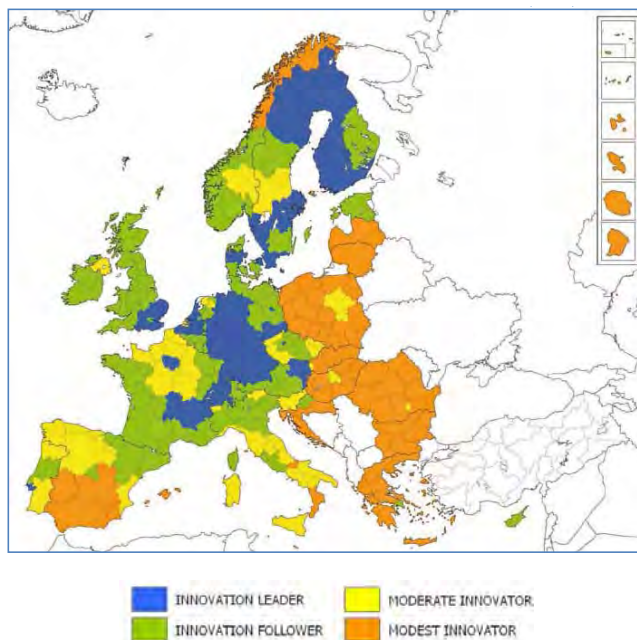 INNOVATION LEADER
MODERATE INNOVATOR
INNOVATION FOLLOWER
MODEST INNOVATOR